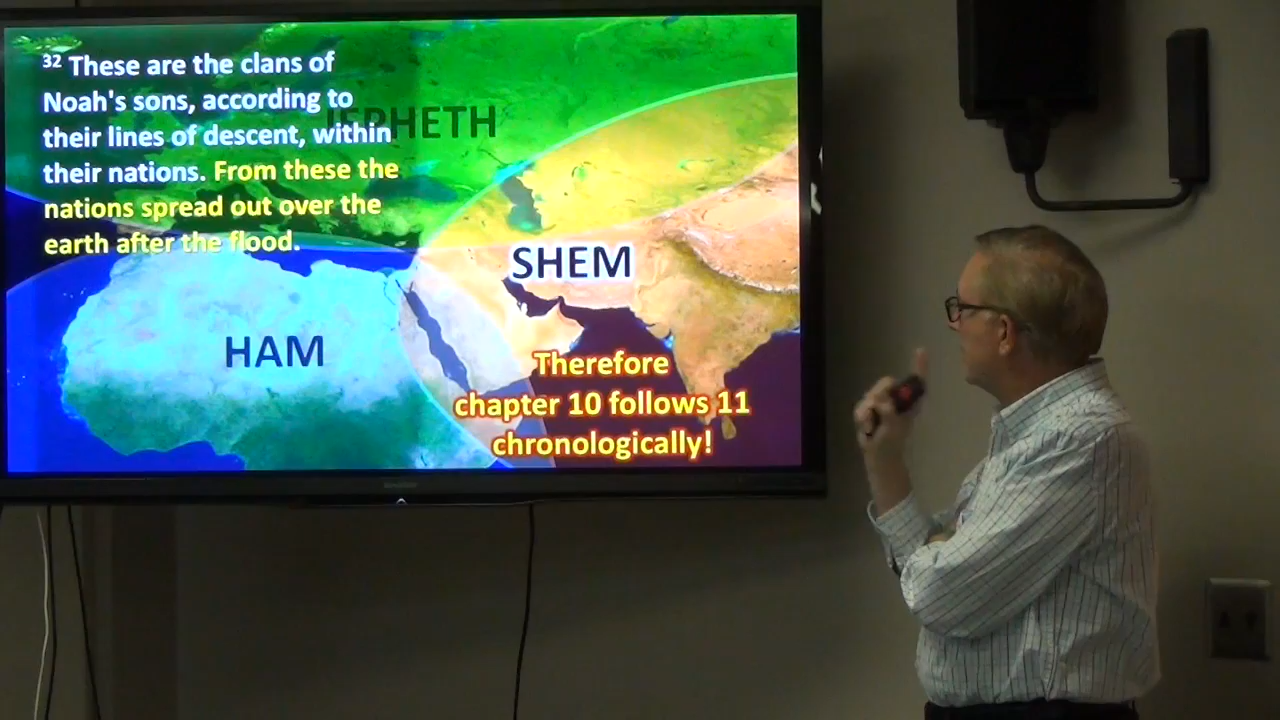 32 These are the clans of
Noah's sons, according to
their lines of descent, within
their nations. From these the
nations spread out over the
earth after the flood.
JEPHETH
SHEM
HAM
Therefore
chapter 10 follows 11
chronologically!